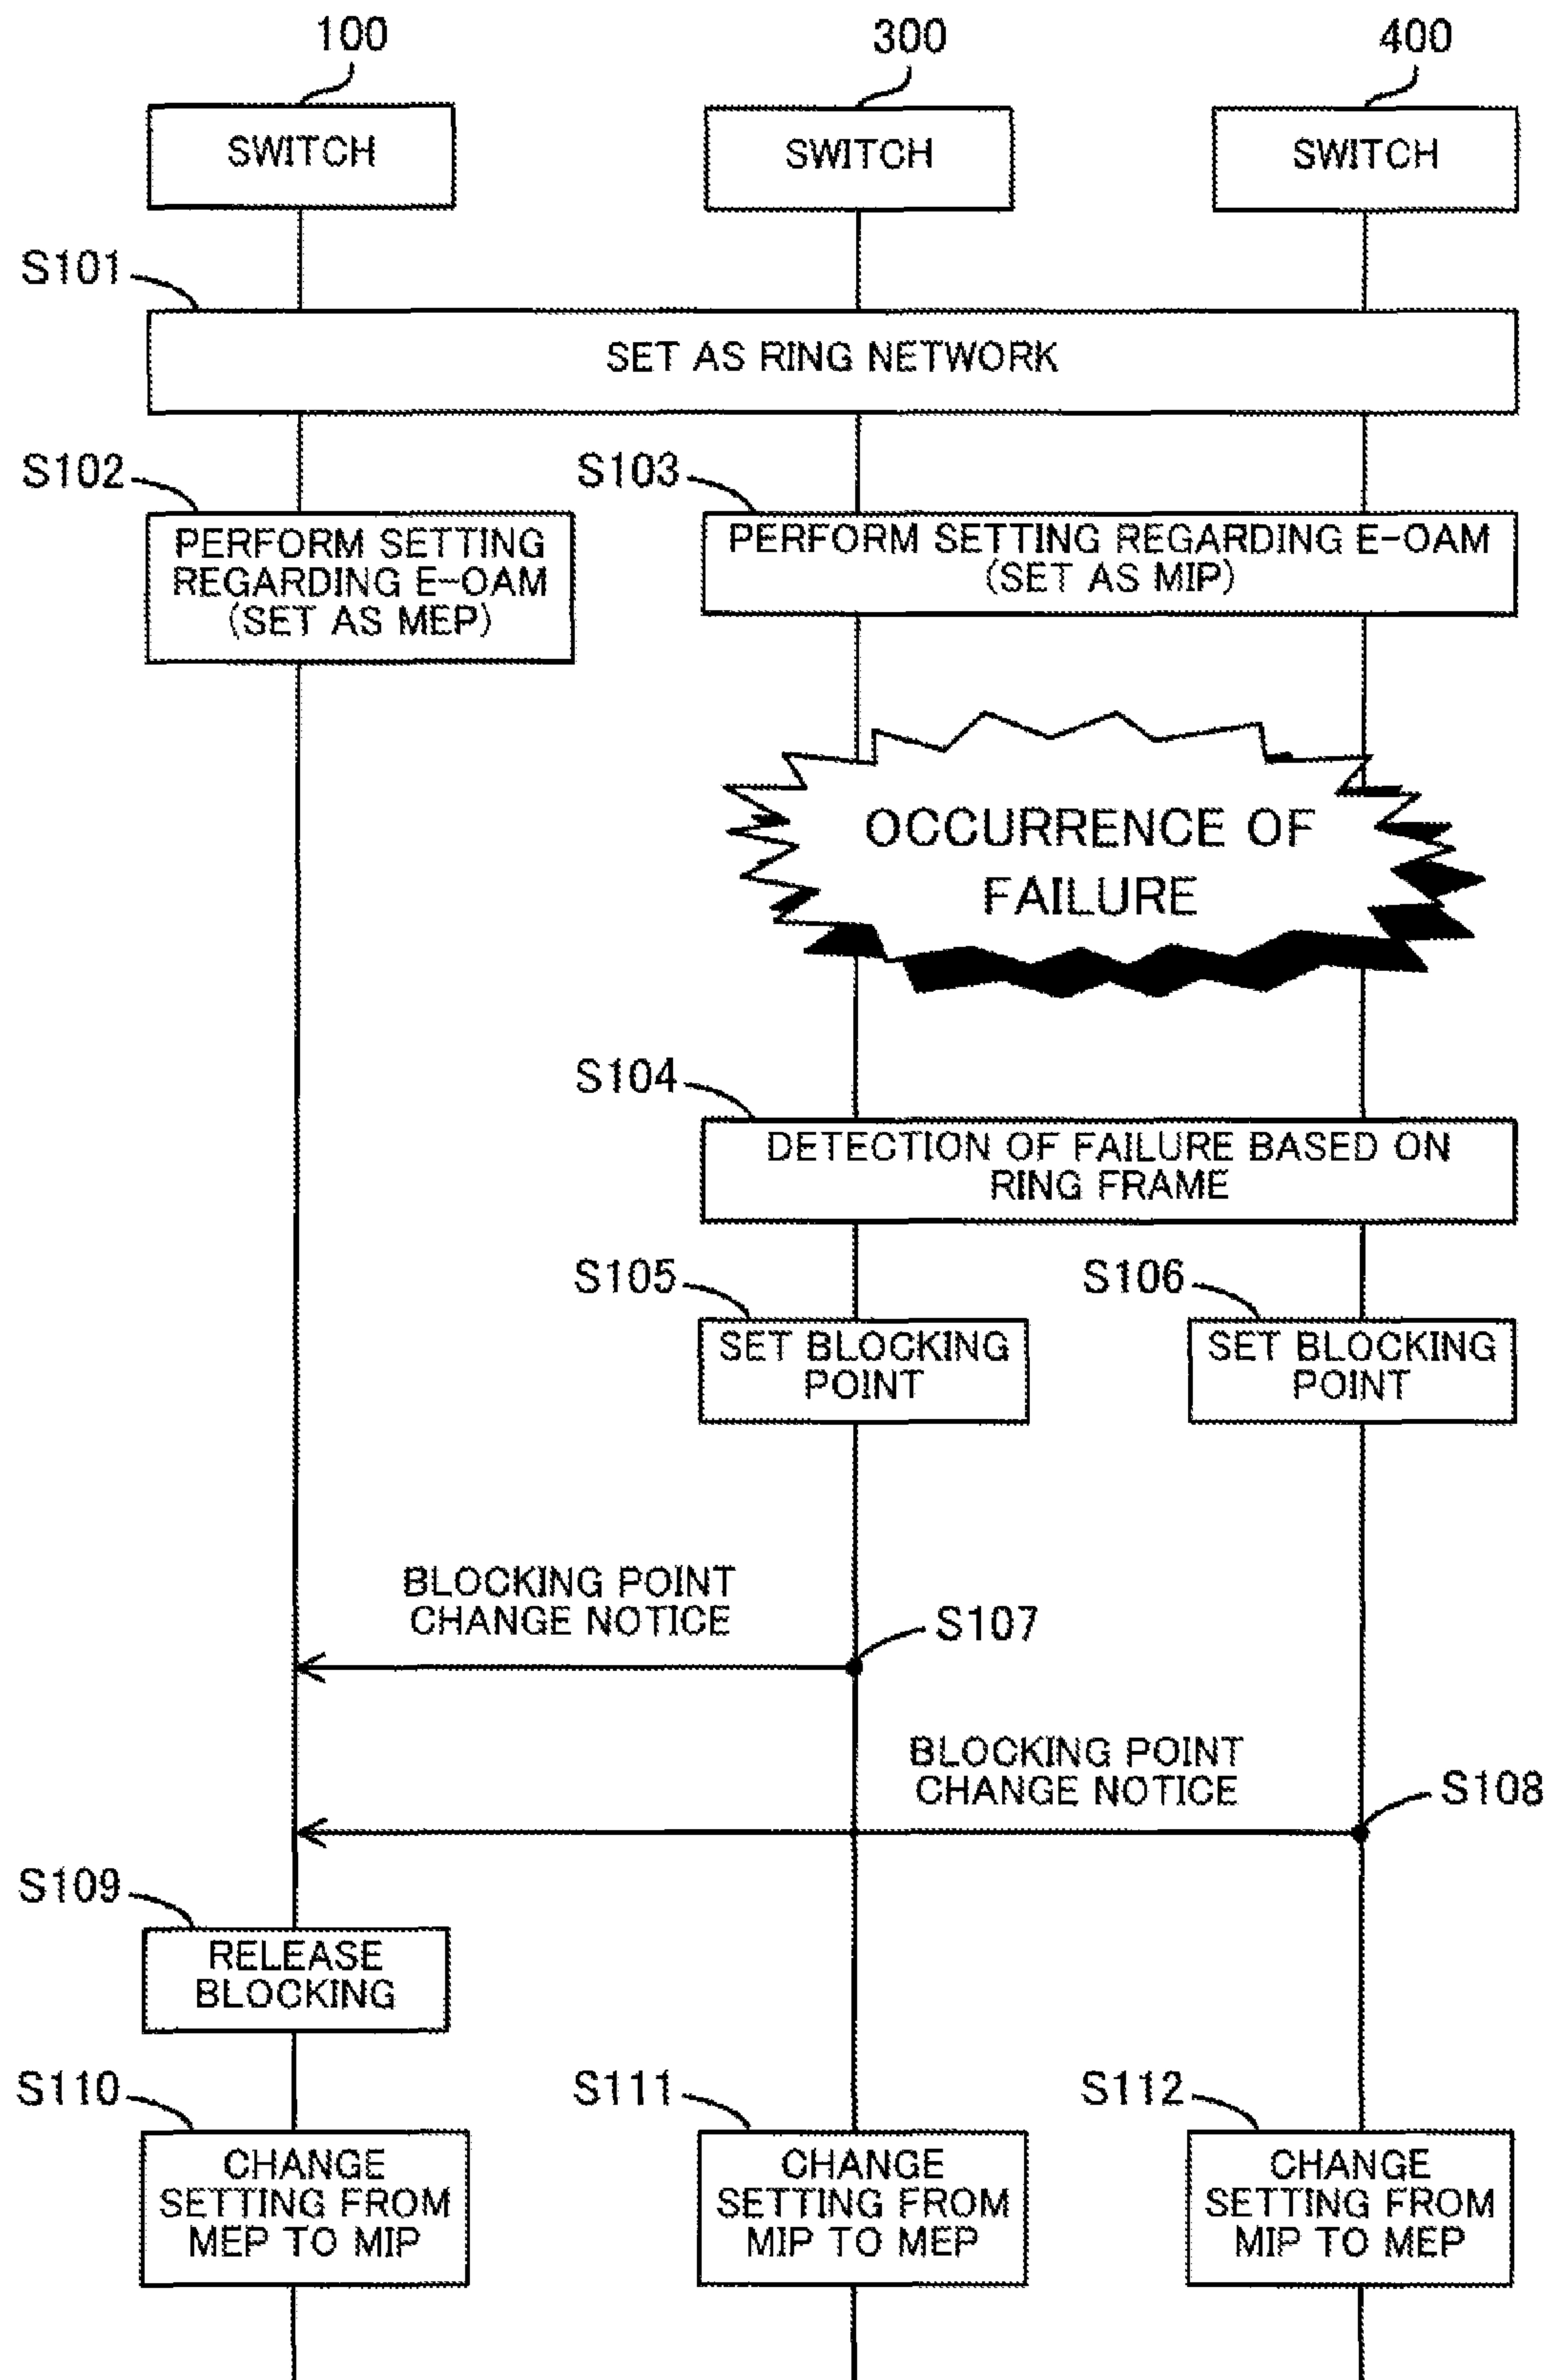 100
300
400
SWITCH
SWITCH
SWITCH
S101
SET AS RING NETWORK
S102
S103
PERFORM SETTING
REGARDING E-OAM
(SET AS MEP)
PERFORM SETTING REGARDING E-OAM
(SET AS MIP)
OCCURRENCE OF
FAILURE
S104
DETECTION OF FAILURE BASED ON
RING FRAME
S105
S106
SET BLOCKING
POINT
SET BLOCKING
POINT
BLOCKING POINT
CHANGE NOTICE
S107
BLOCKING POINT
CHANGE NOTICE
S108
S109
RELEASE
BLOCKING
S110
S111
S112
CHANGE
SETTING FROM
MEP TO MIP
CHANGE
SETTING FROM
MIP TO MEP
CHANGE
SETTING FROM
MIP TO MEP